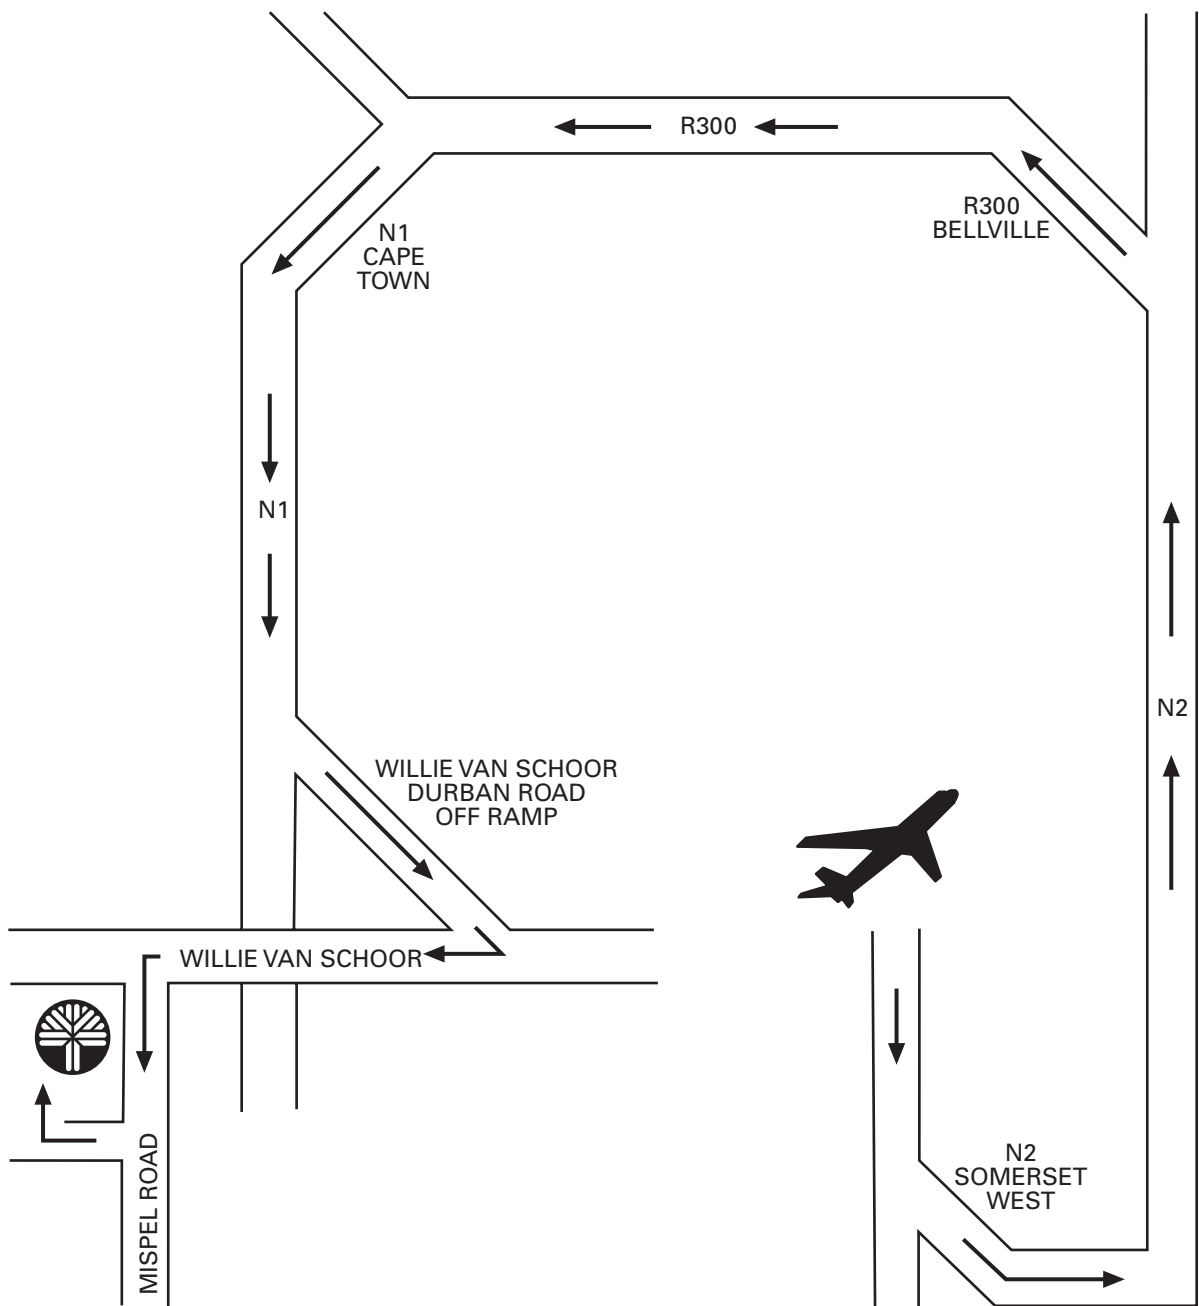 R300
R300
BELLVILLE
N1
CAPE
TOWN
N1
N2
WILLIE VAN SCHOOR
DURBAN ROAD
OFF RAMP
WILLIE VAN SCHOOR
MISPEL ROAD
N2
SOMERSET
WEST